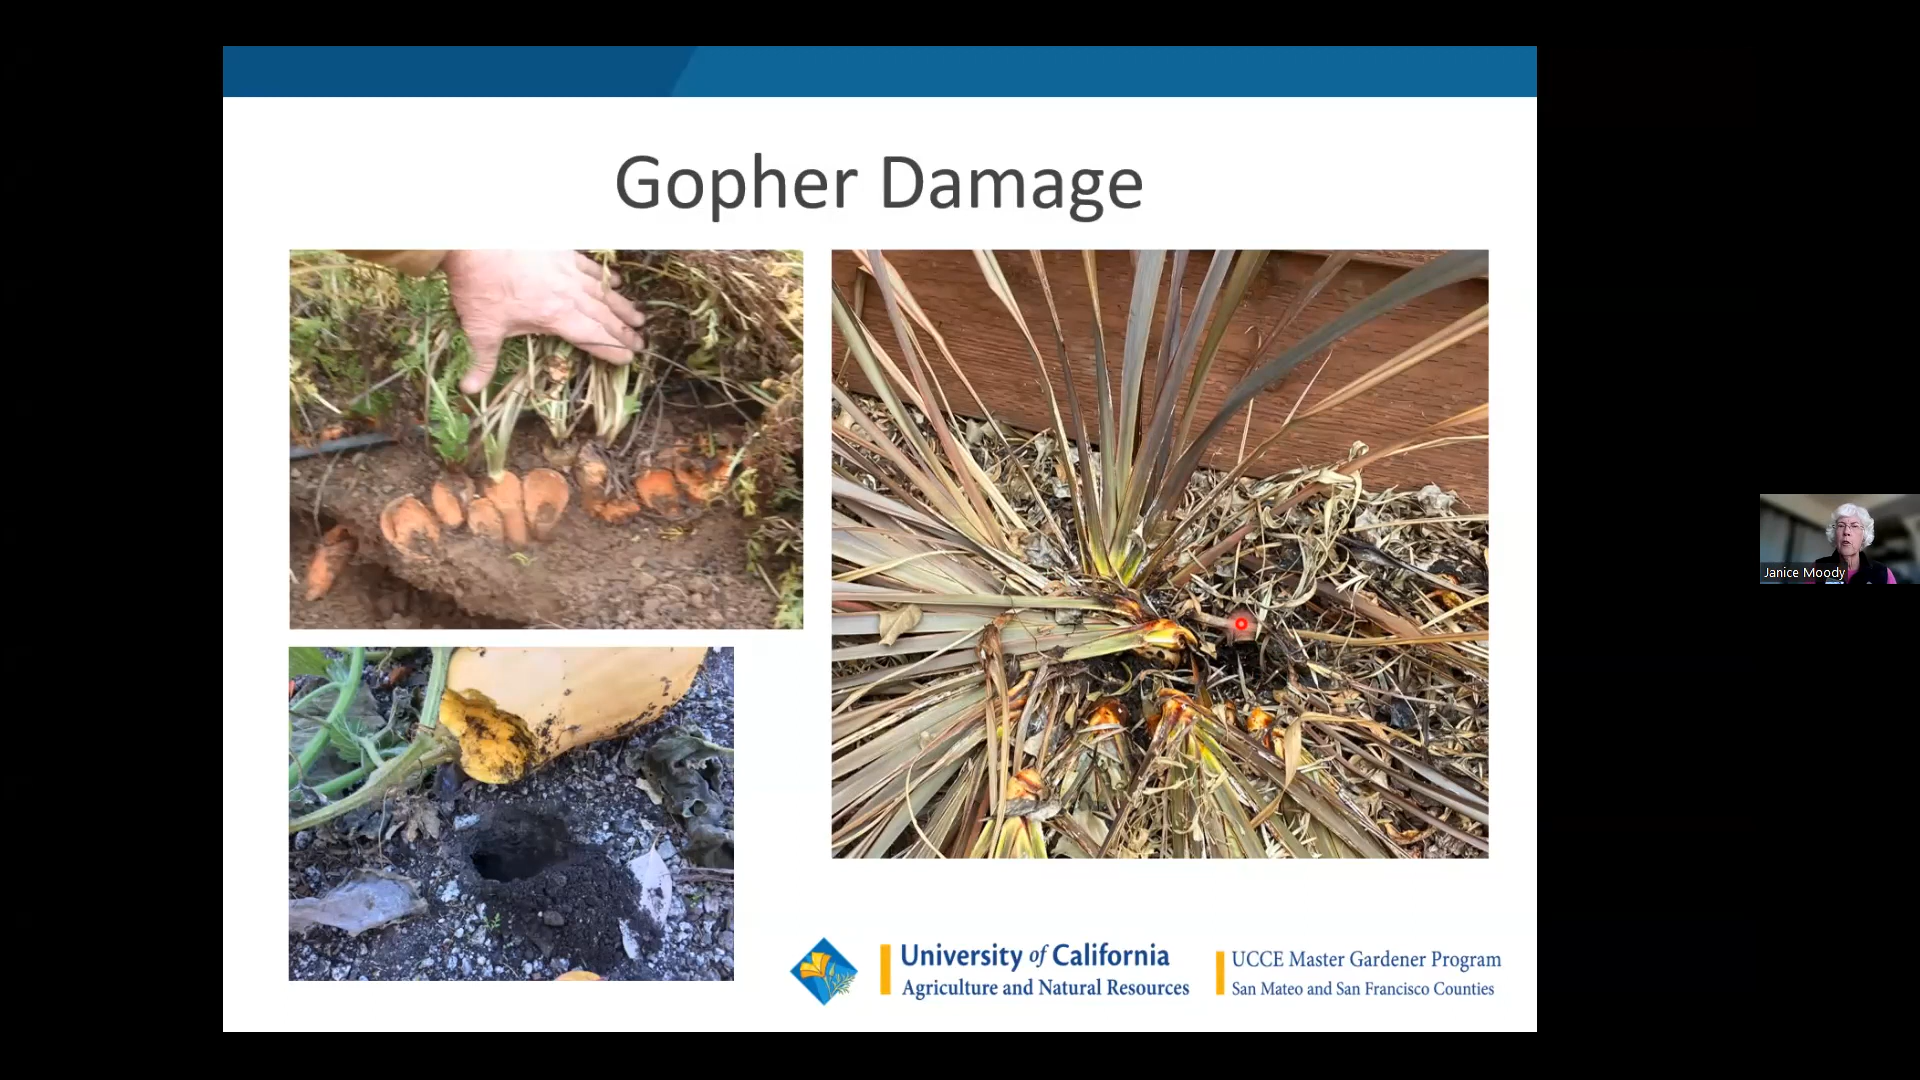 Gopher Damage
University of California
Agriculture and Natural Resources
UCCE Master Gardener Program
San Mateo and San Francisco Counties
Janice Moody